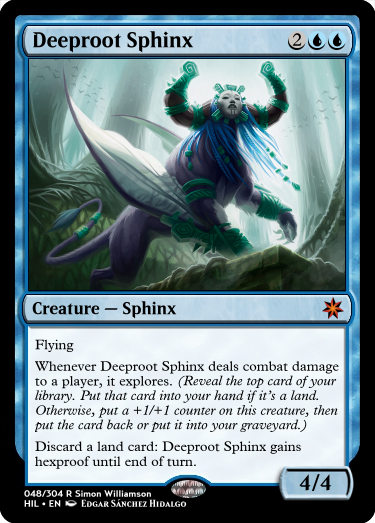 Deeproot Sphinx 2
Creature — Sphinx
Flying
Whenever Deeproot Sphinx deals combat damage
to a player, it explores. (Reveal the top card of your
library. Put that card into your hand if it's a land.
Otherwise, put a +1/+1 counter on this creature, then
put the card back or put it into your graveyard.)
Discard a land card: Deeproot Sphinx gains
hexproof until end of turn.
4/4
048/304 R Simon Williamson
HIL • EN Edgar Sánchez Hidalgo